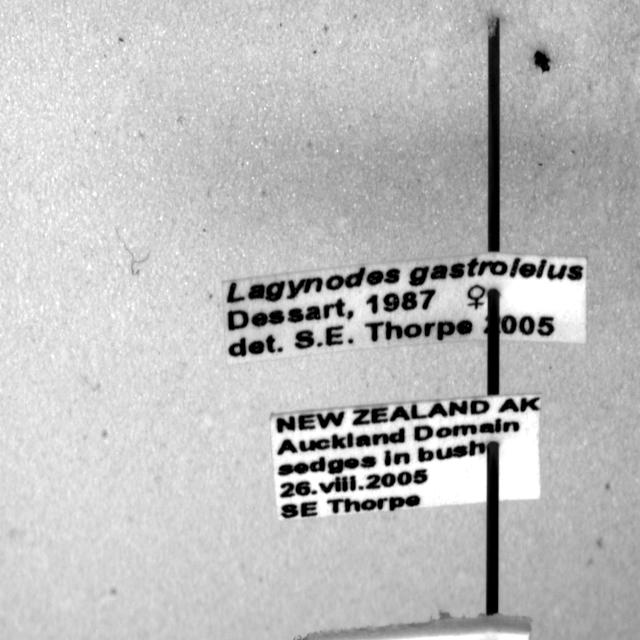 Lagynodes gastroleius
Dessart, 1987 ♀
det. S.E. Thorpe 2005
NEW ZEALAND AK
Auckland Domain
sedges in bush
26.viii.2005
SE Thorpe